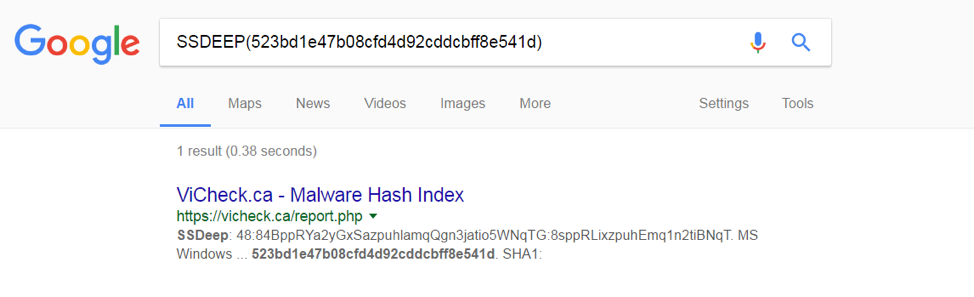 Google
SSDEEP(523bd1e47b08cfd4d92cddcbff8e541d)
All Maps News Videos Images More Settings Tools
1 result (0.38 seconds)
ViCheck.ca - Malware Hash Index
https://vicheck.ca/report.php
SSDeep: 48:84BppRYa2yGxSazpuhlamqQgn3jatio5WNqTG:8sppRLixzpuhEmq1n2tiBNqT. MS
Windows ... 523bd1e47b08cfd4d92cddcbff8e541d. SHA1: